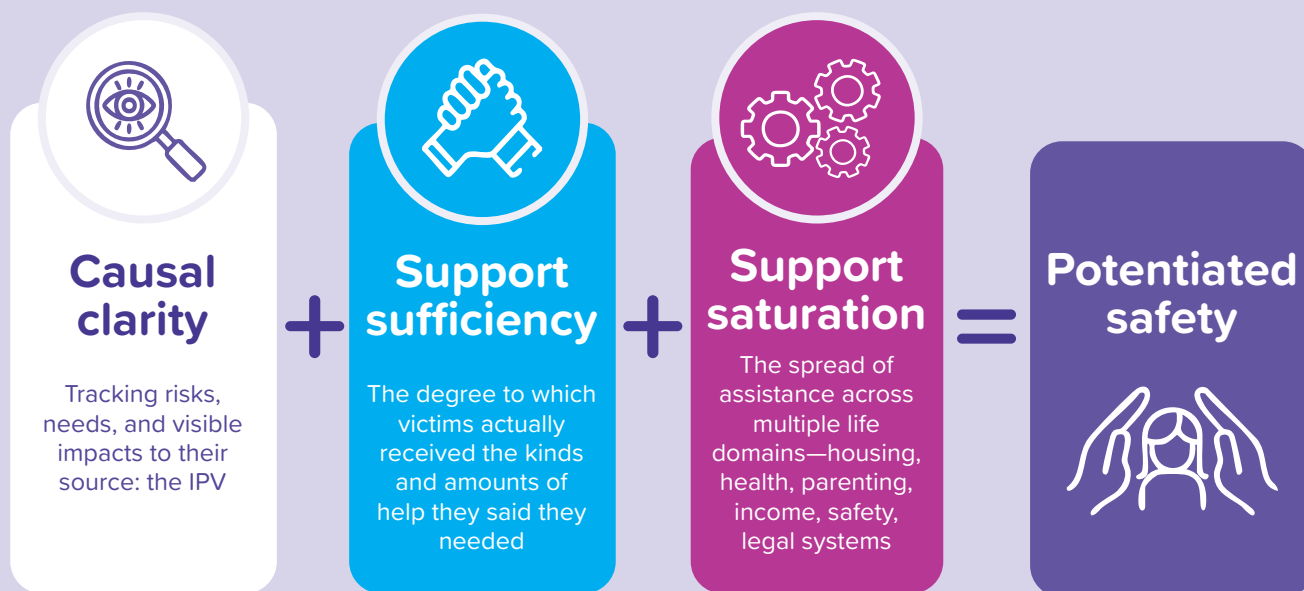 Causal
clarity
Tracking risks,
needs, and visible
impacts to their
source: the IPV
+
Support
sufficiency
The degree to which
victims actually
received the kinds
and amounts of
help they said they
needed
+
Support
saturation
The spread of
assistance across
multiple life
domains—housing,
health, parenting,
income, safety,
legal systems
=
Potentiated
safety